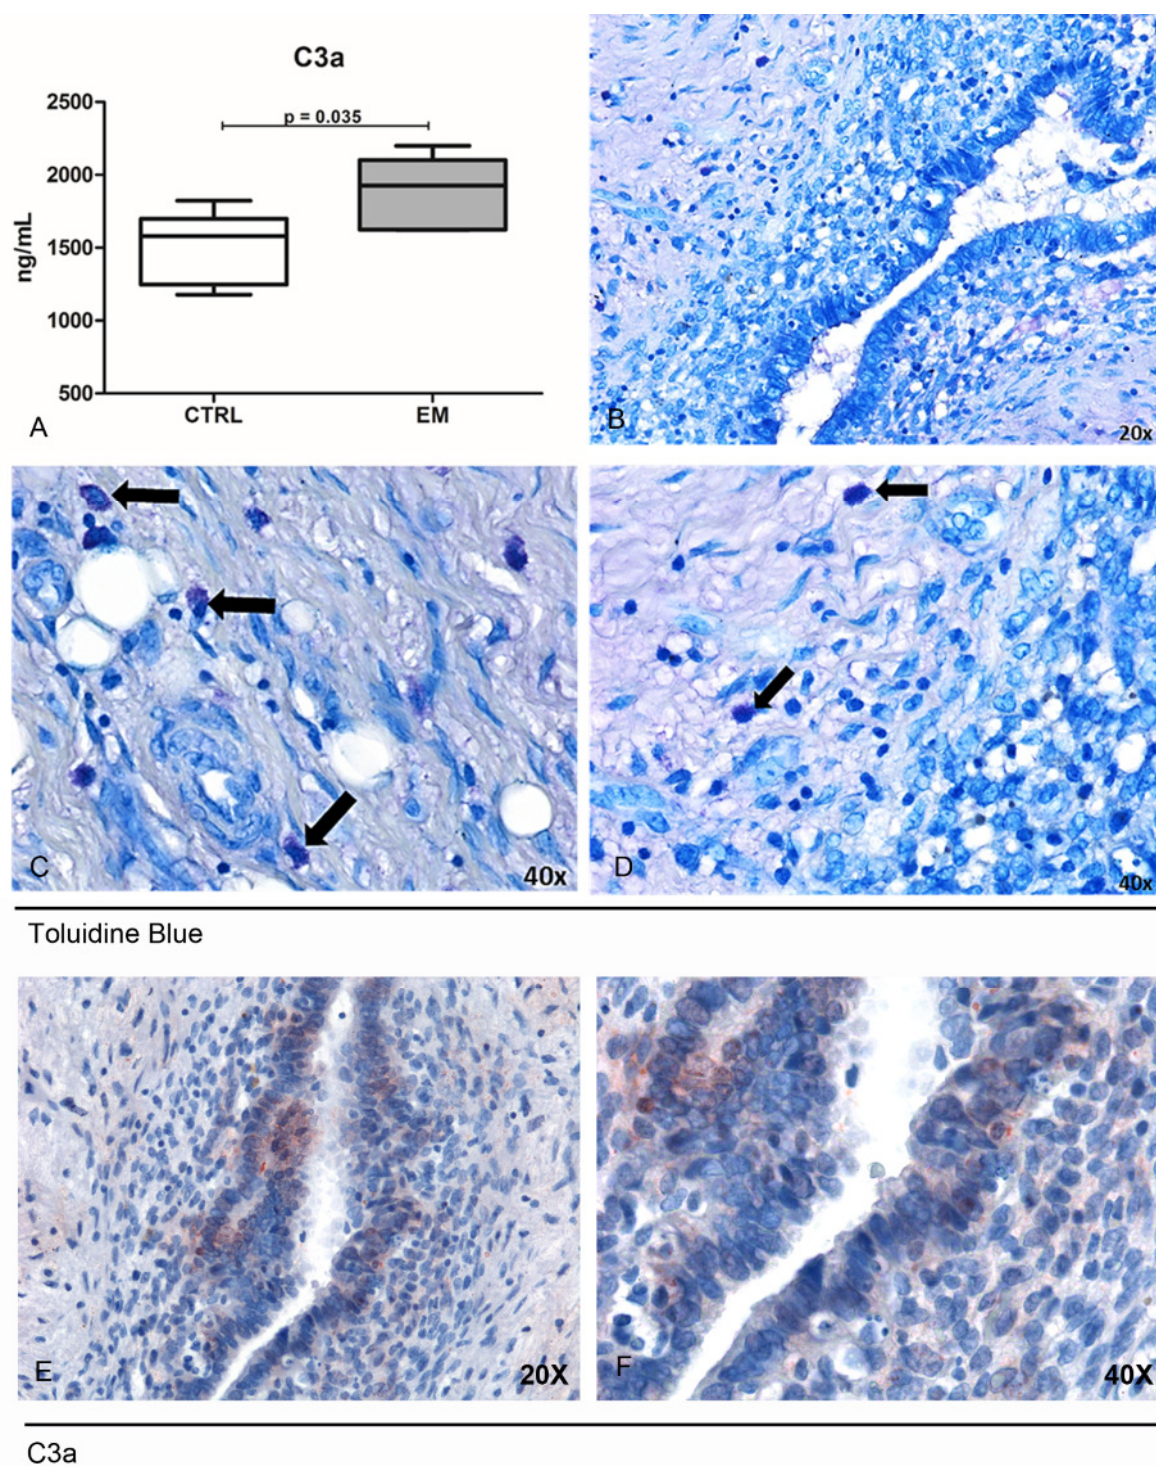 C3a
2500
2000
1500
1000
500
ng/mL
p = 0.035
CTRL
EM
A
B
20x
C
40x
D
40x
Toluidine Blue
E
20X
F
40X
C3a